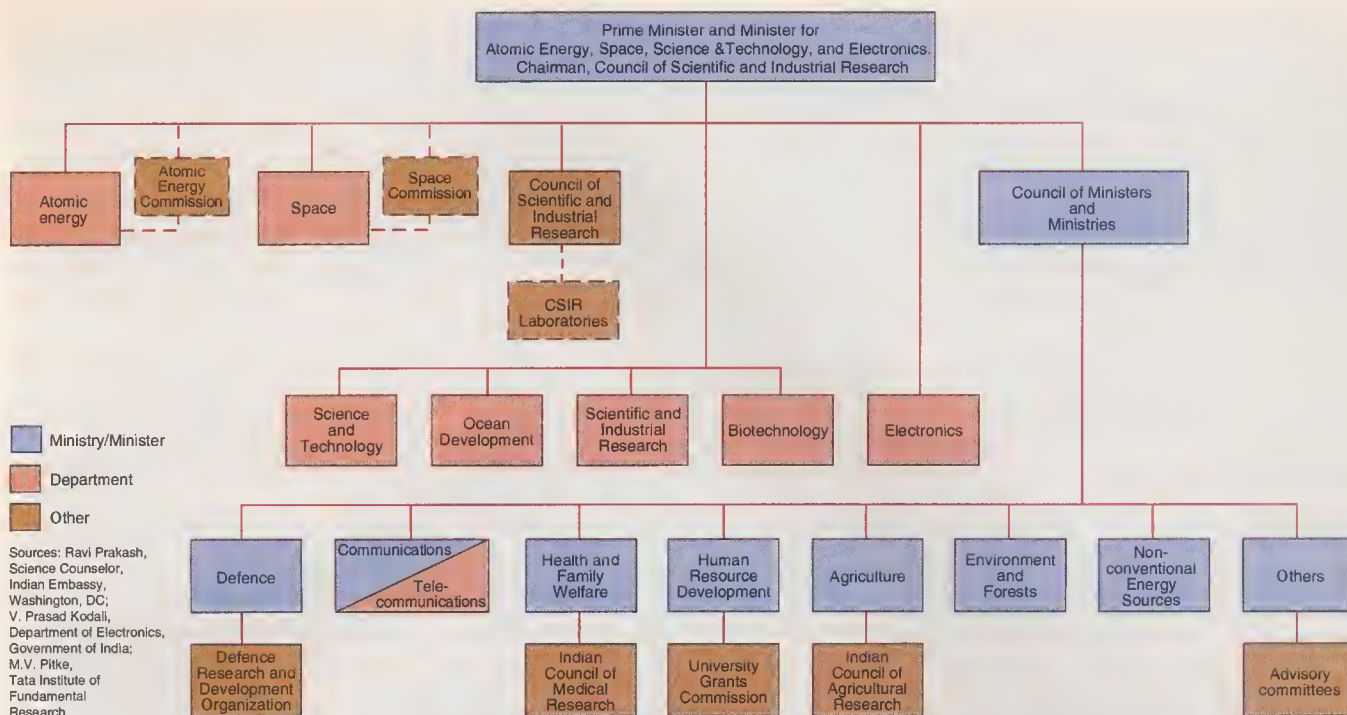 Prime Minister and Minister for
Atomic Energy, Space, Science &Technology, and Electronics.
Chairman, Council of Scientific and Industrial Research
Atomic
energy
Atomic
Energy
Commission
Space
Space
Commission
Council of
Scientific and
Industrial
Research
CSIR
Laboratories
Council of Ministers
and
Ministries
Science
and
Technology
Ocean
Development
Scientific and
Industrial
Research
Biotechnology
Electronics
Ministry/Minister
Department
Other
Sources: Ravi Prakash,
Science Counselor,
Indian Embassy,
Washington, DC;
V. Prasad Kodali,
Department of Electronics,
Government of India;
M.V. Pitke,
Tata Institute of
Fundamental
Research
Defence
Communications
Tele-
communications
Health and
Family
Welfare
Human
Resource
Development
Agriculture
Environment
and
Forests
Non-
conventional
Energy
Sources
Others
Defence
Research and
Development
Organization
Indian
Council of
Medical
Research
University
Grants
Commission
Indian
Council of
Agricultural
Research
Advisory
committees